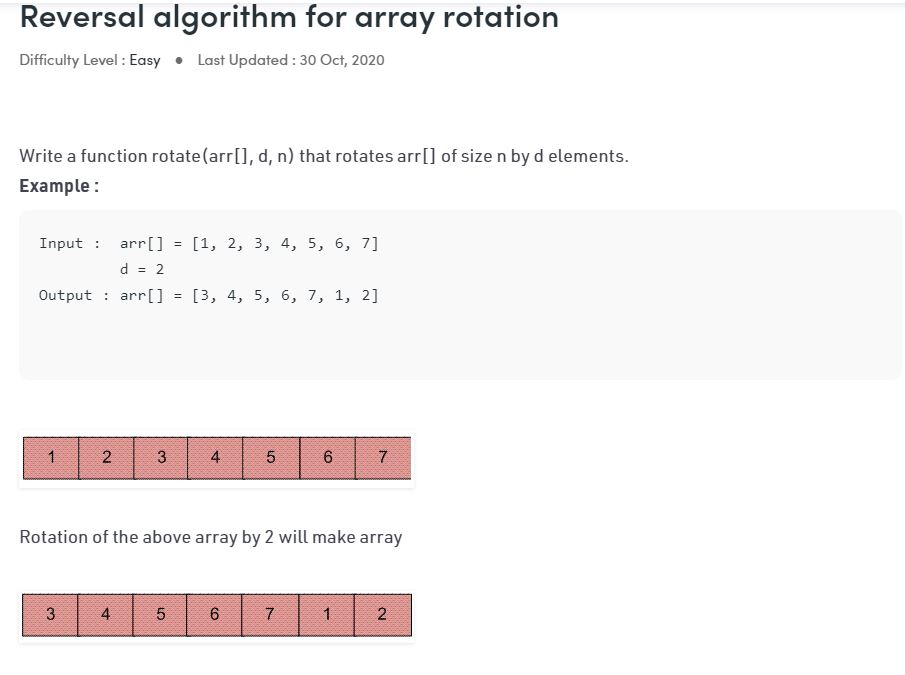 Reversal algorithm for array rotation
Difficulty Level : Easy ● Last Updated : 30 Oct, 2020
Write a function rotate(arr[], d, n) that rotates arr[] of size n by d elements.
Example :
Input :  arr[] = [1, 2, 3, 4, 5, 6, 7]
d = 2
Output : arr[] = [3, 4, 5, 6, 7, 1, 2]
1 2 3 4 5 6 7
Rotation of the above array by 2 will make array
3 4 5 6 7 1 2